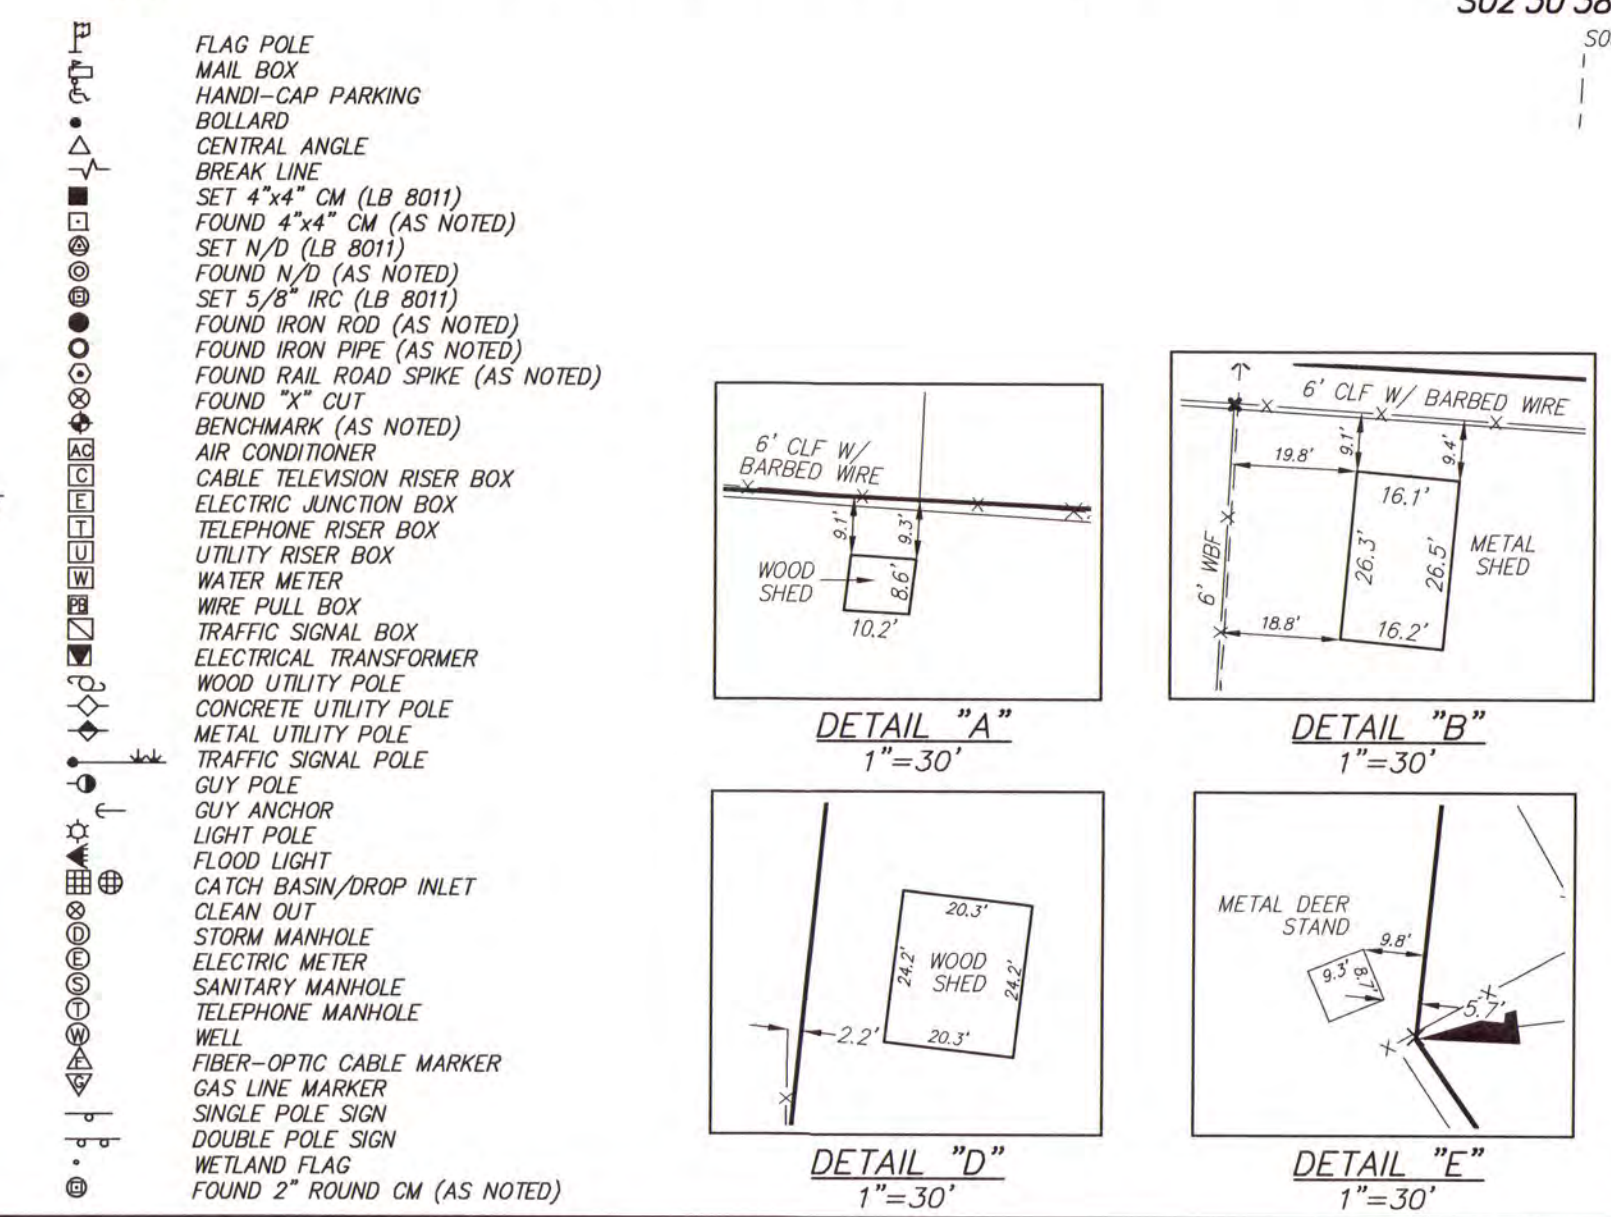 S02°50'58
S0
FLAG POLE
MAIL BOX
HANDI-CAP PARKING
BOLLARD
CENTRAL ANGLE
BREAK LINE
SET 4"x4" CM (LB 8011)
FOUND 4"x4" CM (AS NOTED)
SET N/D (LB 8011)
FOUND N/D (AS NOTED)
SET 5/8" IRC (LB 8011)
FOUND IRON ROD (AS NOTED)
FOUND IRON PIPE (AS NOTED)
FOUND RAIL ROAD SPIKE (AS NOTED)
FOUND "X" CUT
BENCHMARK (AS NOTED)
AC AIR CONDITIONER
C CABLE TELEVISION RISER BOX
E ELECTRIC JUNCTION BOX
T TELEPHONE RISER BOX
U UTILITY RISER BOX
W WATER METER
PB WIRE PULL BOX
TRAFFIC SIGNAL BOX
ELECTRICAL TRANSFORMER
WOOD UTILITY POLE
CONCRETE UTILITY POLE
METAL UTILITY POLE
TRAFFIC SIGNAL POLE
GUY POLE
GUY ANCHOR
LIGHT POLE
FLOOD LIGHT
CATCH BASIN/DROP INLET
CLEAN OUT
D STORM MANHOLE
E ELECTRIC METER
S SANITARY MANHOLE
T TELEPHONE MANHOLE
W WELL
F FIBER-OPTIC CABLE MARKER
G GAS LINE MARKER
SINGLE POLE SIGN
DOUBLE POLE SIGN
WETLAND FLAG
FOUND 2" ROUND CM (AS NOTED)
6' CLF W/
BARBED WIRE
9.1'
9.3'
WOOD
SHED
8.6'
10.2'
DETAIL "A"
1"=30'
6' CLF W/ BARBED WIRE
9.1'
9.4'
19.8'
16.1'
6' WBF
26.3'
26.5'
METAL
SHED
18.8'
16.2'
DETAIL "B"
1"=30'
20.3'
24.2'
WOOD
SHED
24.2'
2.2'
20.3'
DETAIL "D"
1"=30'
METAL DEER
STAND
9.8'
9.3'
8.7'
5.7'
DETAIL "E"
1"=30'